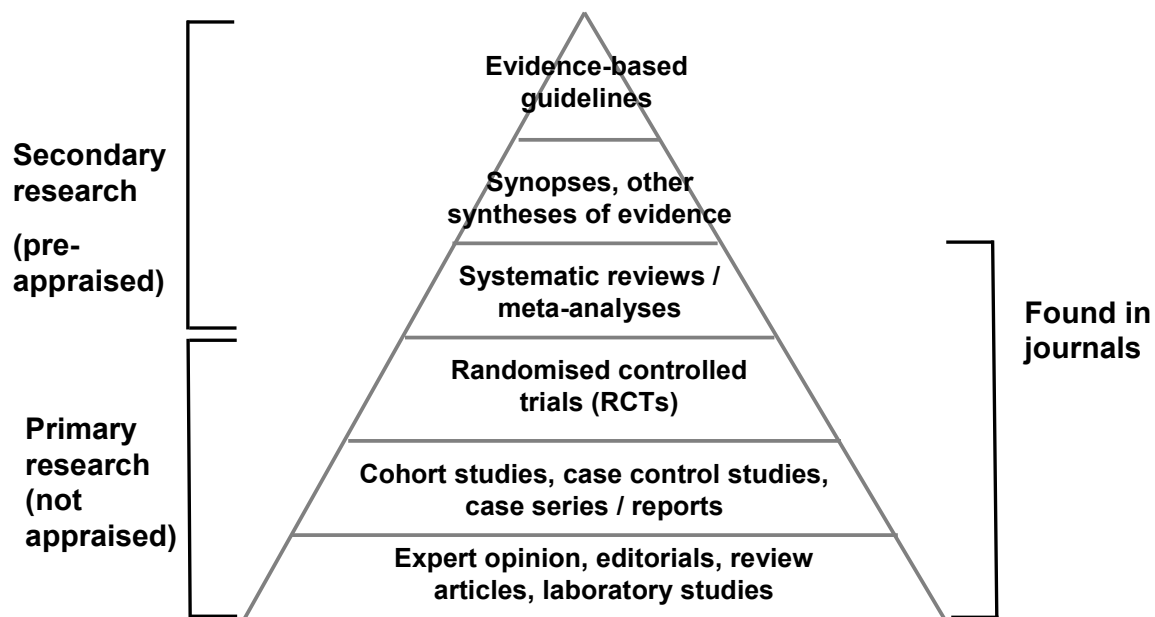 Evidence-based
guidelines
Secondary
research
(pre-
appraised)
Synopses, other
syntheses of evidence
Systematic reviews /
meta-analyses
Found in
journals
Randomised controlled
trials (RCTs)
Primary
research
(not
appraised)
Cohort studies, case control studies,
case series / reports
Expert opinion, editorials, review
articles, laboratory studies